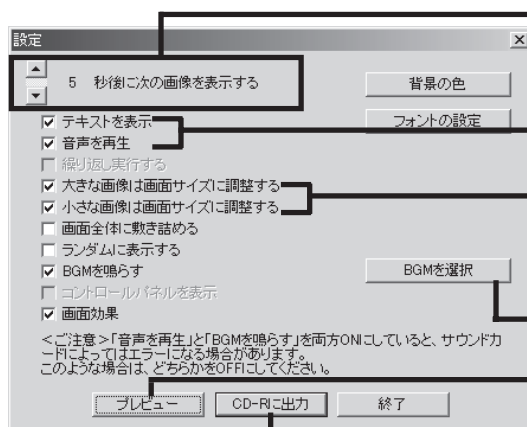 設定
5 秒後に次の画像を表示する
背景の色
テキストを表示
フォントの設定
音声を再生
繰り返し実行する
大きな画像は画面サイズに調整する
小さな画像は画面サイズに調整する
画面全体に敷き詰める
ランダムに表示する
BGMを鳴らす
BGMを選択
コントロールパネルを表示
画面効果
<ご注意>「音声を再生」と「BGMを鳴らす」を両方ONにしていると、サウンドカ
ードによってはエラーになる場合があります。
このような場合は、どちらかをOFFにしてください。
プレビュー
CD-Rに出力
終了